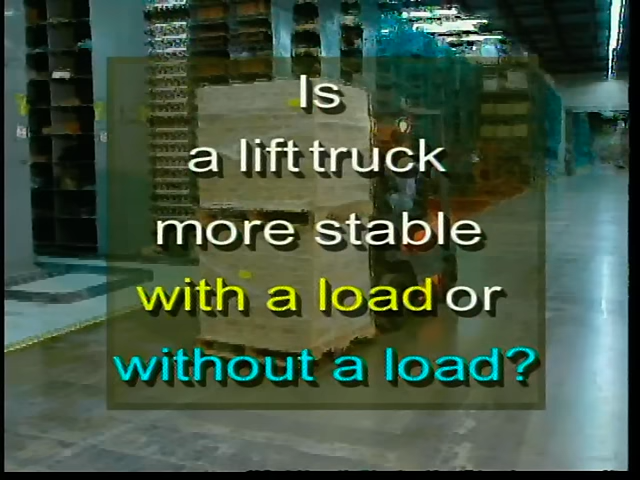 Is
a lift truck
more stable
with a load or
without a load?